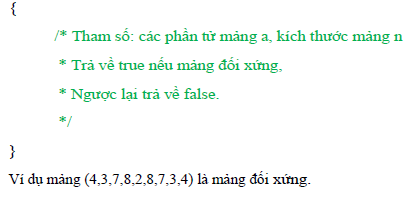 {
/* Tham số: các phần tử mảng a, kích thước mảng n
* Trả về true nếu mảng đối xứng,
* Ngược lại trả về false.
*/
}
Ví dụ mảng (4,3,7,8,2,8,7,3,4) là mảng đối xứng.